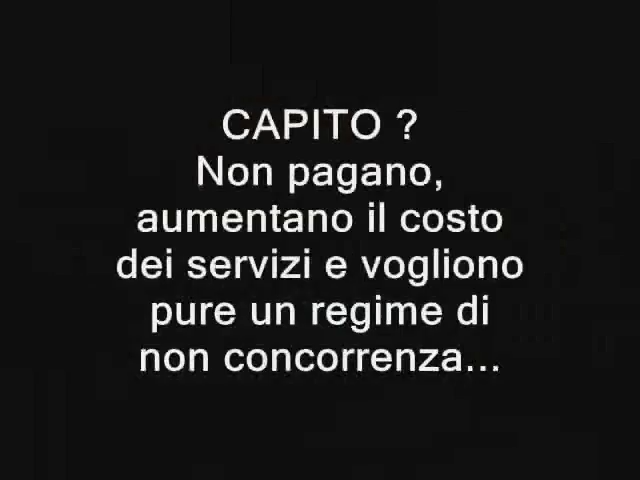 CAPITO ?
Non pagano,
aumentano il costo
dei servizi e vogliono
pure un regime di
non concorrenza...